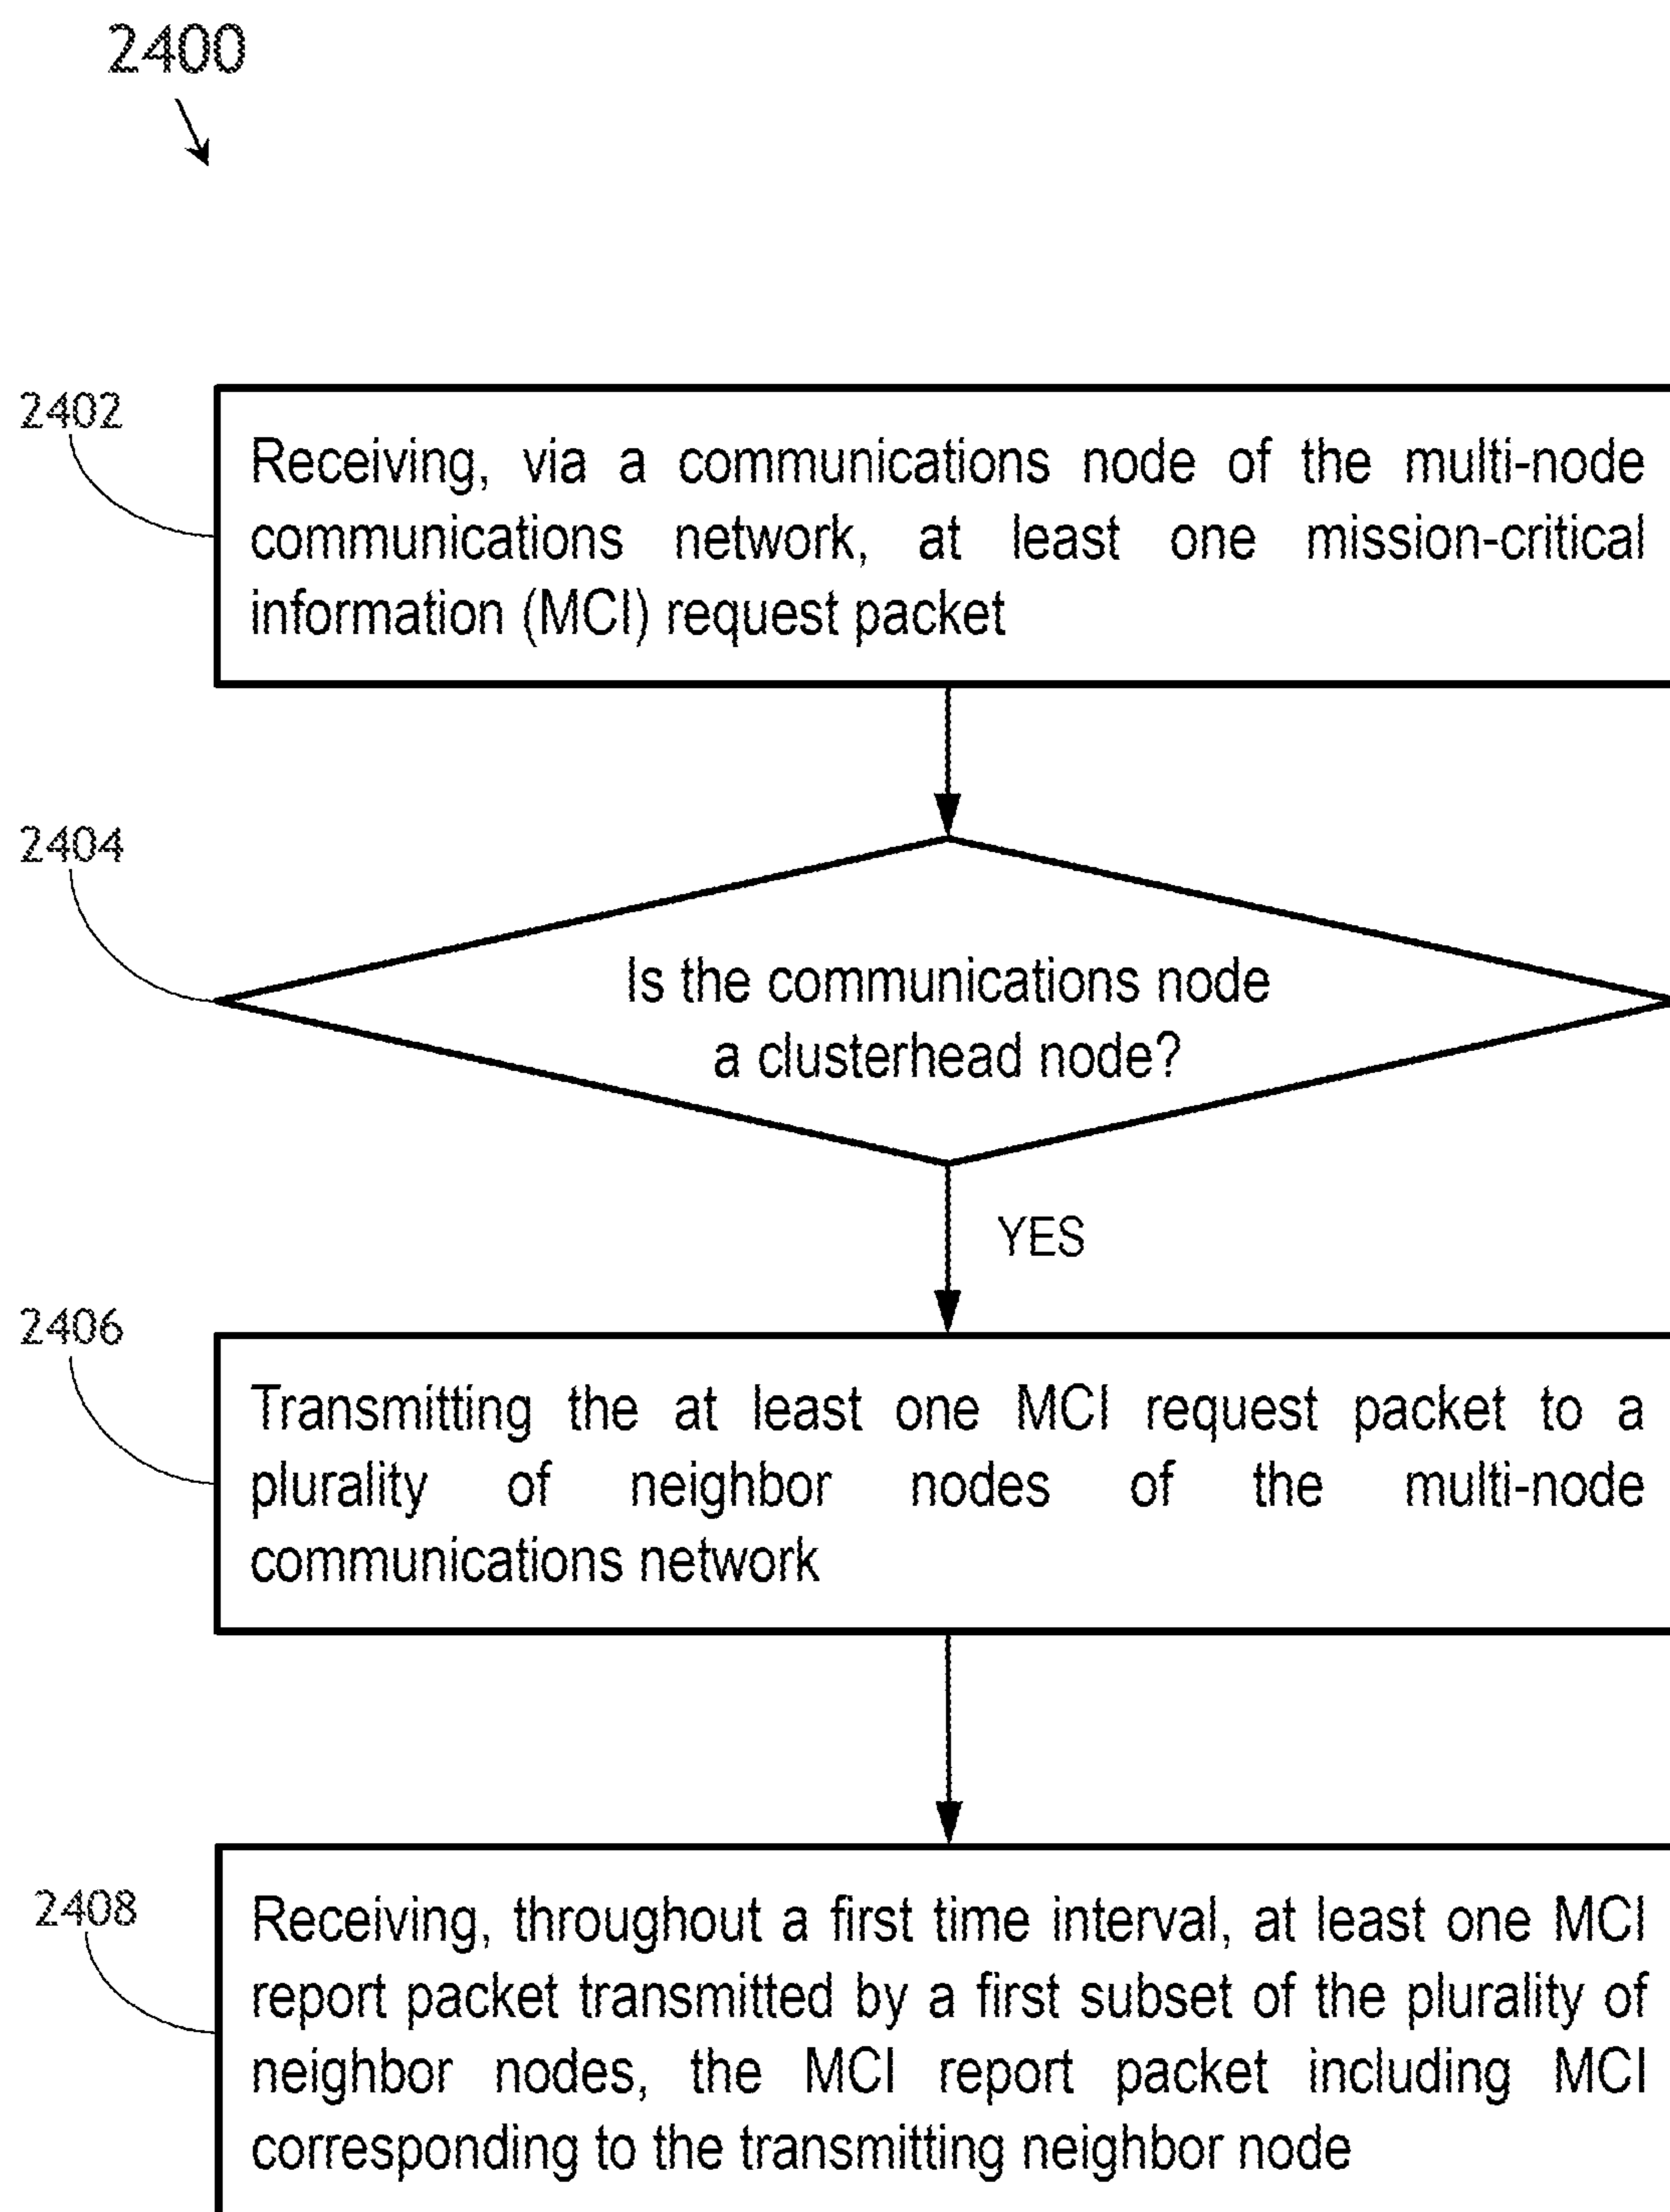 2400
2402
Receiving, via a communications node of the multi-node
communications network, at least one mission-critical
information (MCI) request packet
2404
Is the communications node
a clusterhead node?
YES
2406
Transmitting the at least one MCI request packet to a
plurality of neighbor nodes of the multi-node
communications network
2408
Receiving, throughout a first time interval, at least one MCI
report packet transmitted by a first subset of the plurality of
neighbor nodes, the MCI report packet including MCI
corresponding to the transmitting neighbor node